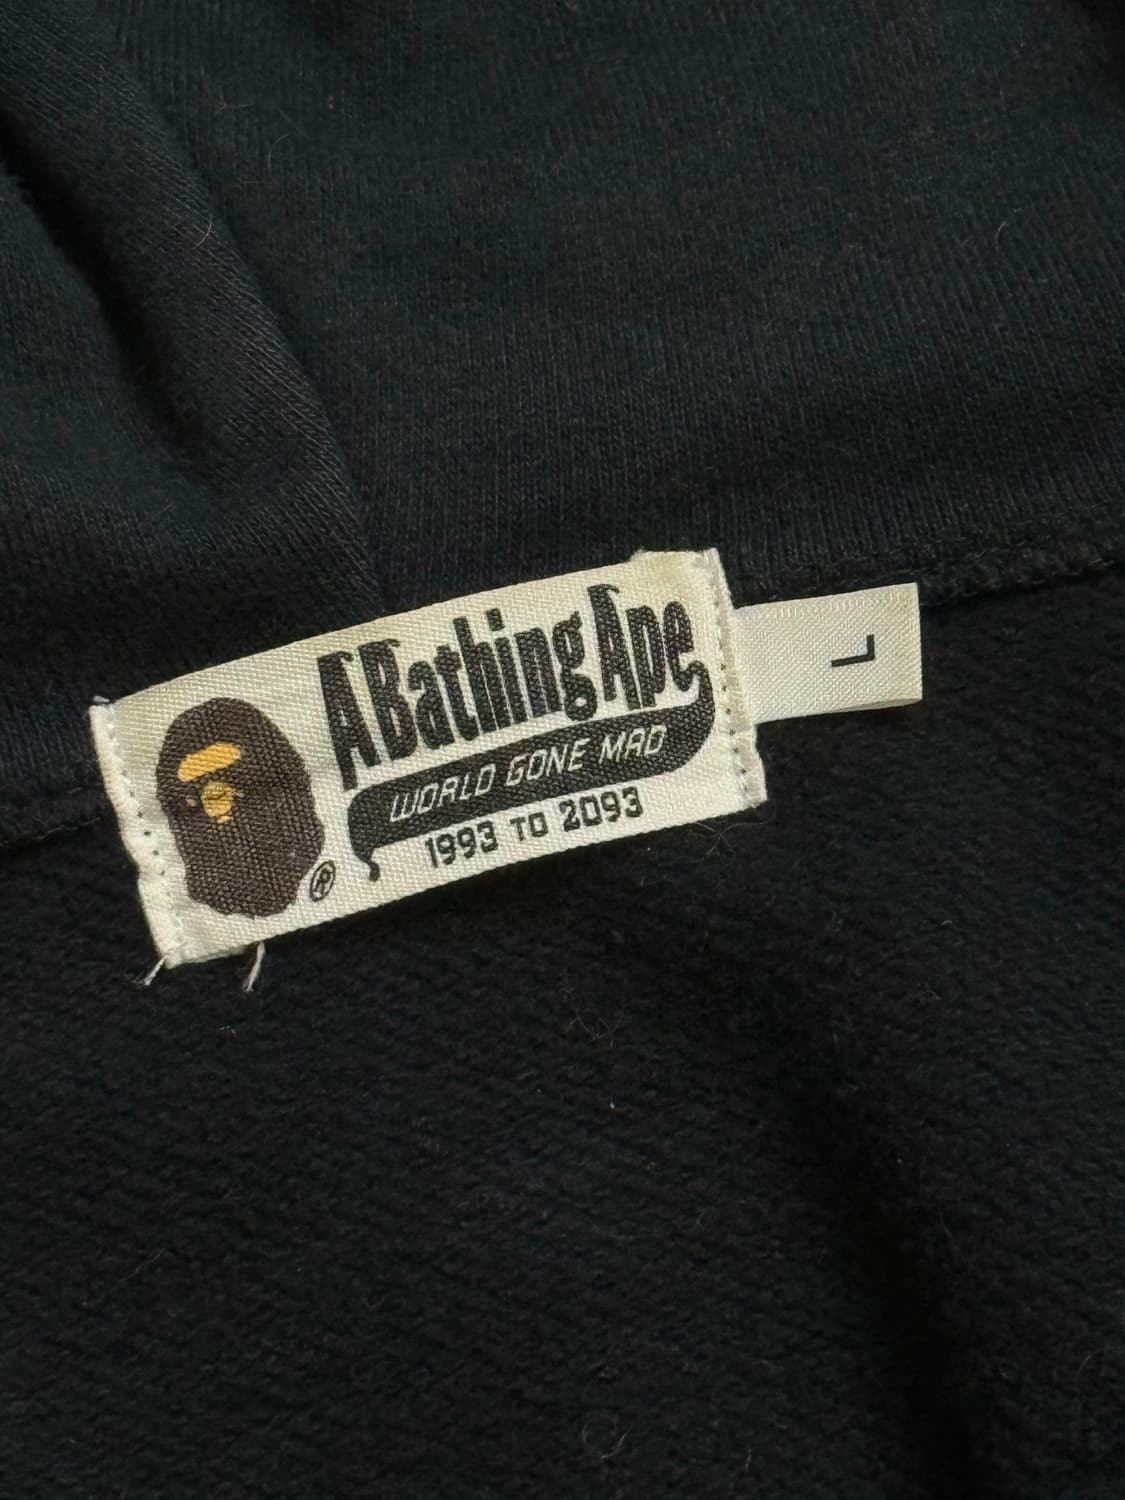 A Bathing Ape
WORLD GONE MAD
1993 TO 2093
®
L